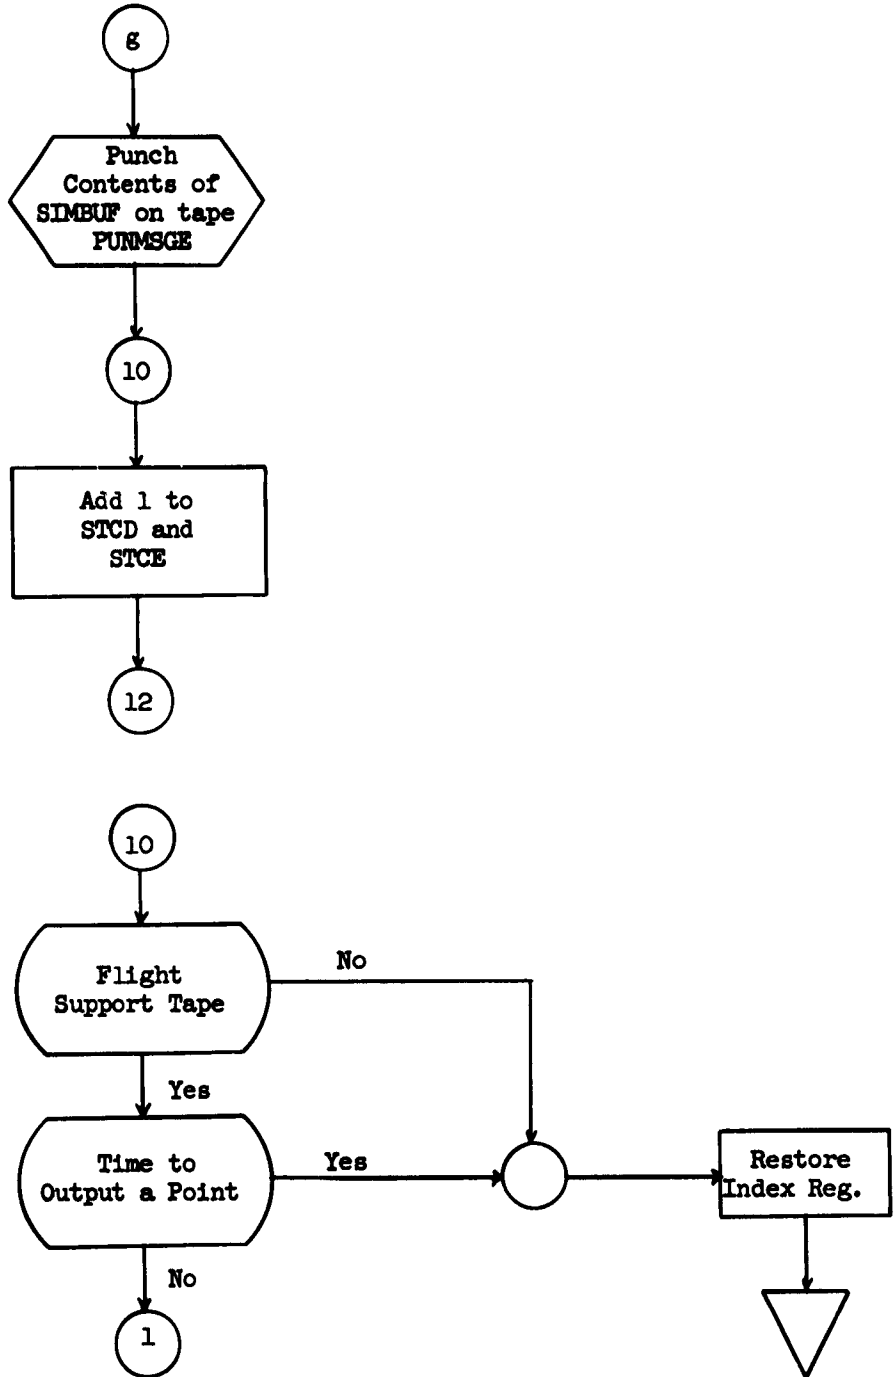 g
Punch
Contents of
SIMBUF on tape
PUNMSGE
10
Add 1 to
STCD and
STCE
12
10
Flight
Support Tape
No
Yes
Time to
Output a Point
Yes
Restore
Index Reg.
No
1